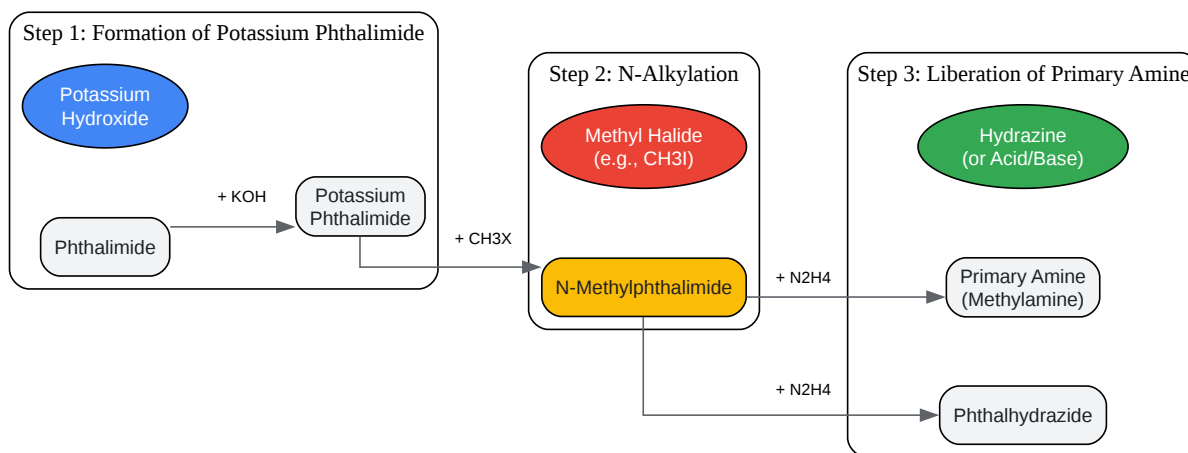 Step 1: Formation of Potassium Phthalimide
Potassium
Hydroxide
+ KOH
Phthalimide
Potassium
Phthalimide
+ CH3X
Step 2: N-Alkylation
Methyl Halide
(e.g., CH3I)
N-Methylphthalimide
+ N2H4
+ N2H4
Step 3: Liberation of Primary Amine
Hydrazine
(or Acid/Base)
Primary Amine
(Methylamine)
Phthalhydrazide